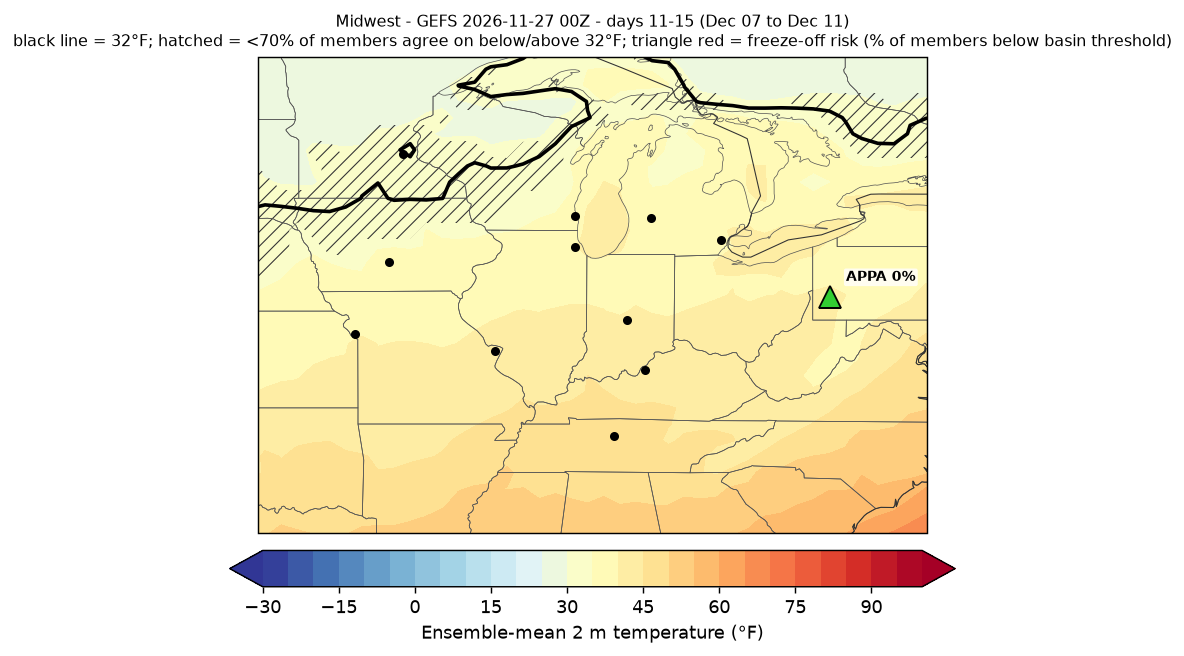 Midwest - GEFS 2026-11-27 00Z - days 11-15 (Dec 07 to Dec 11)
black line = 32°F; hatched = <70% of members agree on below/above 32°F; triangle red = freeze-off risk (% of members below basin threshold)
APPA 0%
−30 −15 0 15 30 45 60 75 90
Ensemble-mean 2 m temperature (°F)